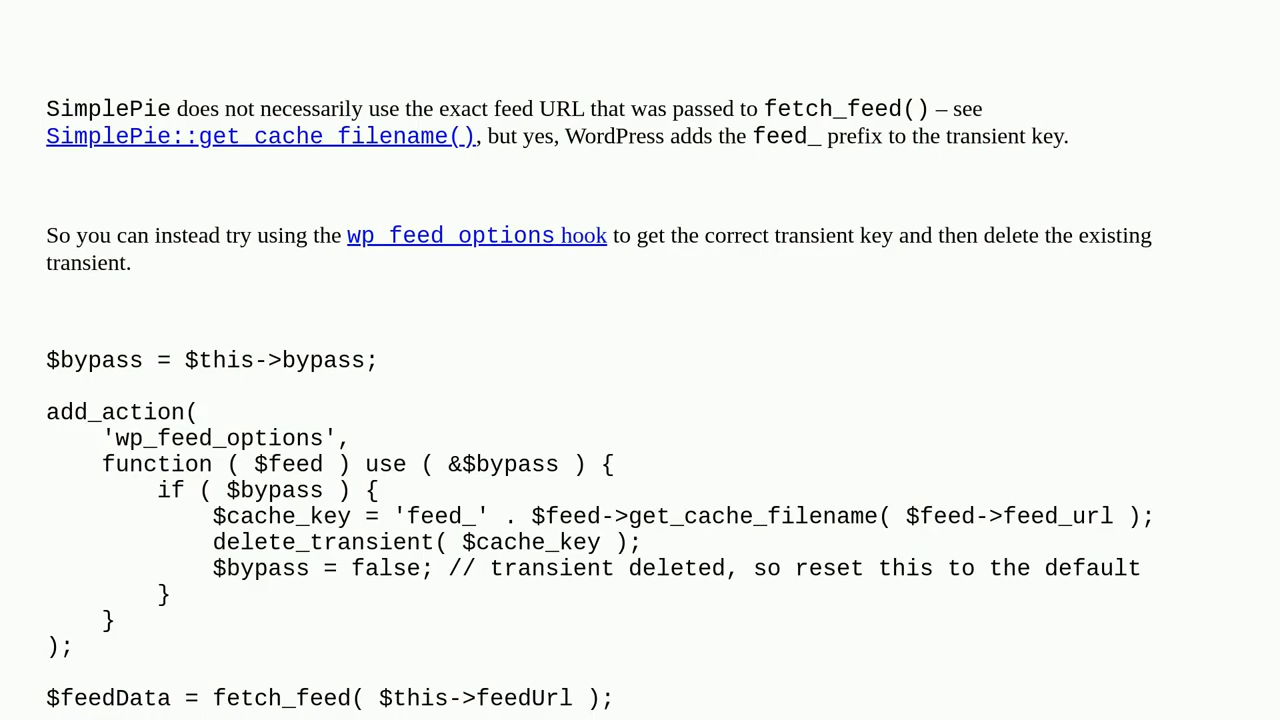 SimplePie does not necessarily use the exact feed URL that was passed to fetch_feed() – see
SimplePie::get_cache_filename(), but yes, WordPress adds the feed_ prefix to the transient key.
So you can instead try using the wp_feed_options hook to get the correct transient key and then delete the existing
transient.
$bypass = $this->bypass;
add_action(
    'wp_feed_options',
    function ( $feed ) use ( &$bypass ) {
        if ( $bypass ) {
            $cache_key = 'feed_' . $feed->get_cache_filename( $feed->feed_url );
            delete_transient( $cache_key );
            $bypass = false; // transient deleted, so reset this to the default
        }
    }
);
$feedData = fetch_feed( $this->feedUrl );